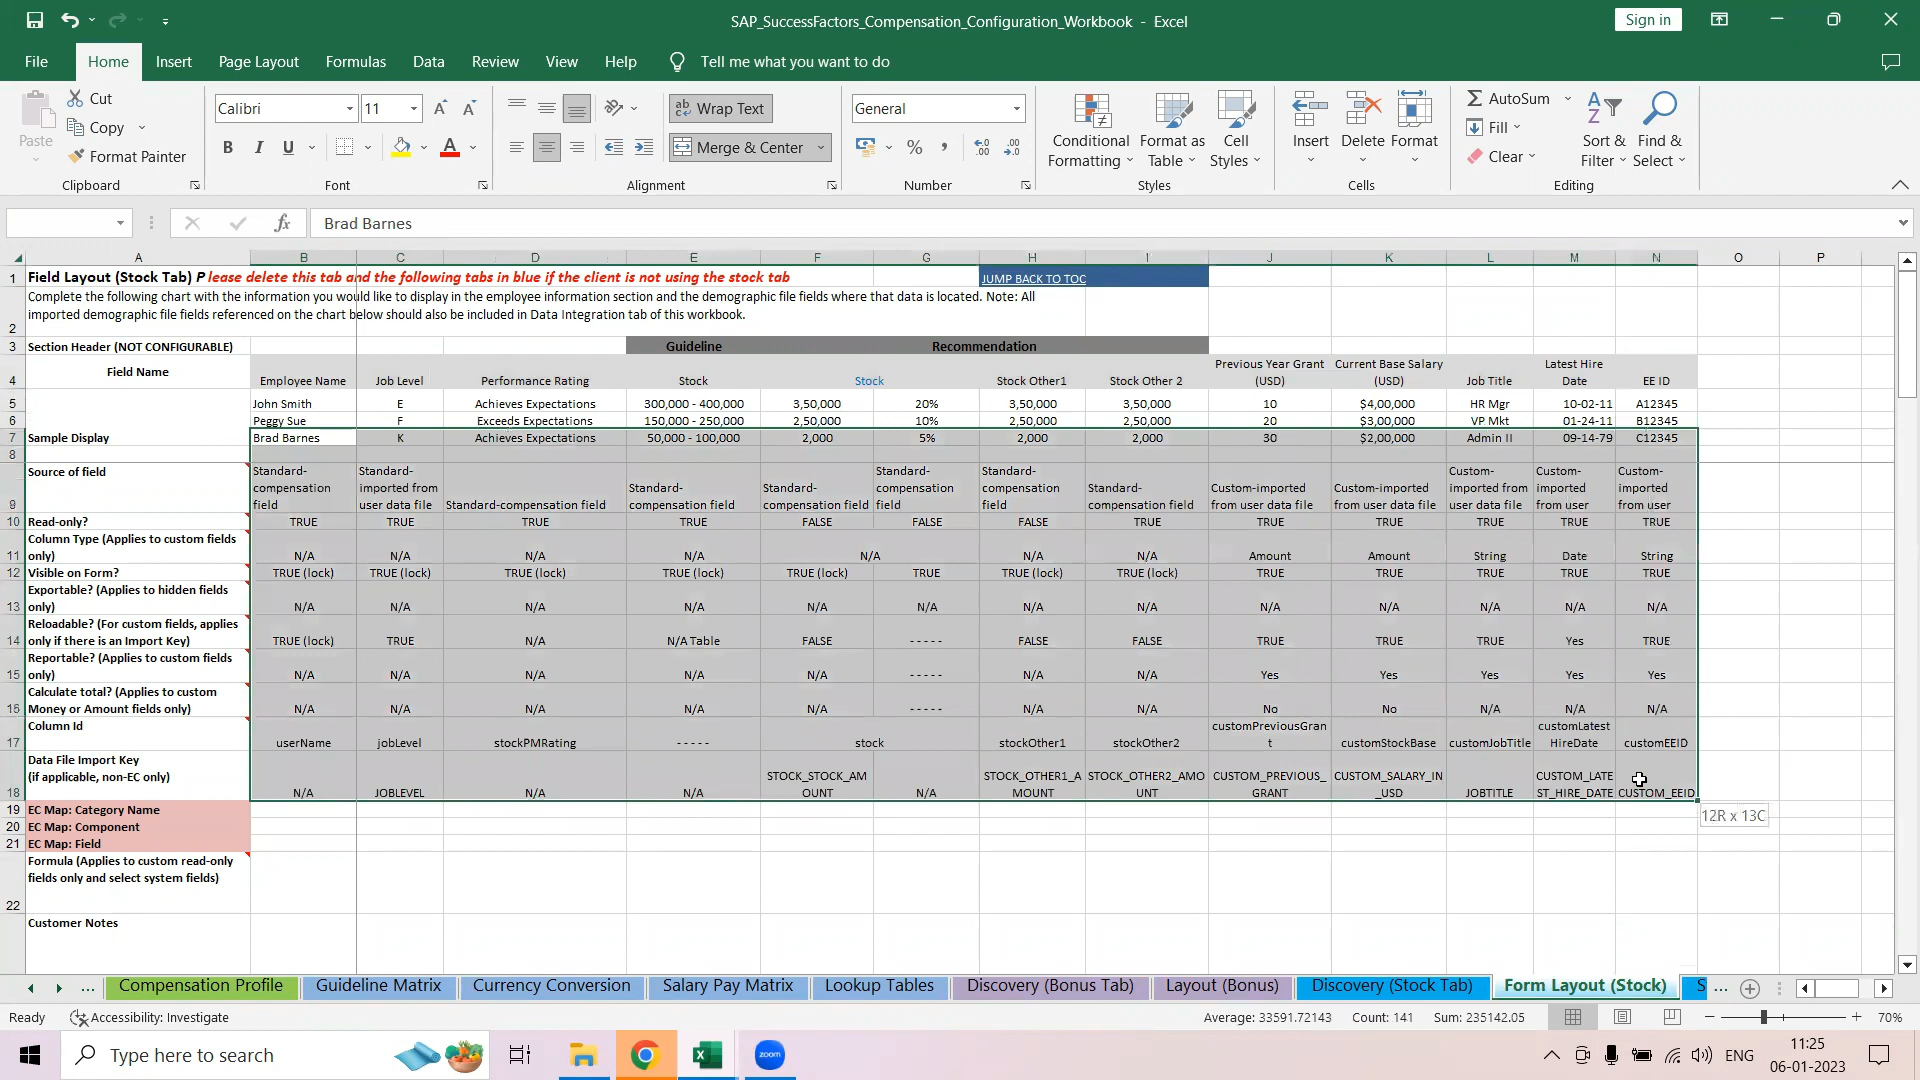 SAP_SuccessFactors_Compensation_Configuration_Workbook - Excel
Sign in
File Home Insert Page Layout Formulas Data Review View Help Tell me what you want to do
Paste
Cut
Copy
Format Painter
Clipboard
Calibri 11
B I U
Font
Wrap Text
Merge & Center
Alignment
General
Number
Conditional Formatting
Format as Table
Cell Styles
Styles
Insert
Delete
Format
Cells
AutoSum
Fill
Clear
Sort & Filter
Find & Select
Editing
Brad Barnes
A B C D E F G H I J K L M N O P
1 Field Layout (Stock Tab) Please delete this tab and the following tabs in blue if the client is not using the stock tab JUMP BACK TO TOC
Complete the following chart with the information you would like to display in the employee information section and the demographic file fields where that data is located. Note: All
2 imported demographic file fields referenced on the chart below should also be included in Data Integration tab of this workbook.
3 Section Header (NOT CONFIGURABLE) Guideline Recommendation
4 Field Name Employee Name Job Level Performance Rating Stock Stock Stock Other1 Stock Other 2 Previous Year Grant (USD) Current Base Salary (USD) Job Title Latest Hire Date EE ID
5 John Smith E Achieves Expectations 300,000 - 400,000 3,50,000 20% 3,50,000 3,50,000 10 $4,00,000 HR Mgr 10-02-11 A12345
6 Peggy Sue F Exceeds Expectations 150,000 - 250,000 2,50,000 10% 2,50,000 2,50,000 20 $3,00,000 VP Mkt 01-24-11 B12345
7 Sample Display Brad Barnes K Achieves Expectations 50,000 - 100,000 2,000 5% 2,000 2,000 30 $2,00,000 Admin II 09-14-79 C12345
8
9 Source of field Standard-compensation field Standard-imported from user data file Standard-compensation field Standard-compensation field Standard-compensation field Standard-compensation field Standard-compensation field Standard-compensation field Custom-imported from user data file Custom-imported from user data file Custom-imported from user data file Custom-imported from user Custom-imported from user
10 Read-only? TRUE TRUE TRUE TRUE FALSE FALSE FALSE TRUE TRUE TRUE TRUE TRUE TRUE
11 Column Type (Applies to custom fields only) N/A N/A N/A N/A N/A N/A N/A Amount Amount String Date String
12 Visible on Form? TRUE (lock) TRUE (lock) TRUE (lock) TRUE (lock) TRUE (lock) TRUE TRUE (lock) TRUE (lock) TRUE TRUE TRUE TRUE TRUE
13 Exportable? (Applies to hidden fields only) N/A N/A N/A N/A N/A N/A N/A N/A N/A N/A N/A N/A N/A
14 Reloadable? (For custom fields, applies only if there is an Import Key) TRUE (lock) TRUE N/A N/A Table FALSE - - - - - FALSE FALSE TRUE TRUE TRUE Yes TRUE
15 Reportable? (Applies to custom fields only) N/A N/A N/A N/A N/A - - - - - N/A N/A Yes Yes Yes Yes Yes
16 Calculate total? (Applies to custom Money or Amount fields only) N/A N/A N/A N/A N/A - - - - - N/A N/A No No N/A N/A N/A
17 Column Id userName jobLevel stockPMRating - - - - - stock stockOther1 stockOther2 customPreviousGrant customStockBase customJobTitle customLatestHireDate customEEID
18 Data File Import Key (if applicable, non-EC only) N/A JOBLEVEL N/A N/A STOCK_STOCK_AMOUNT N/A STOCK_OTHER1_AMOUNT STOCK_OTHER2_AMOUNT CUSTOM_PREVIOUS_GRANT CUSTOM_SALARY_IN_USD JOBTITLE CUSTOM_LATEST_HIRE_DATE CUSTOM_EEID
12R x 13C
19 EC Map: Category Name
20 EC Map: Component
21 EC Map: Field
22 Formula (Applies to custom read-only fields only and select system fields)
Customer Notes
... Compensation Profile Guideline Matrix Currency Conversion Salary Pay Matrix Lookup Tables Discovery (Bonus Tab) Layout (Bonus) Discovery (Stock Tab) Form Layout (Stock) S ...
Ready Accessibility: Investigate Average: 33591.72143 Count: 141 Sum: 235142.05 70%
Type here to search zoom ENG 11:25
06-01-2023